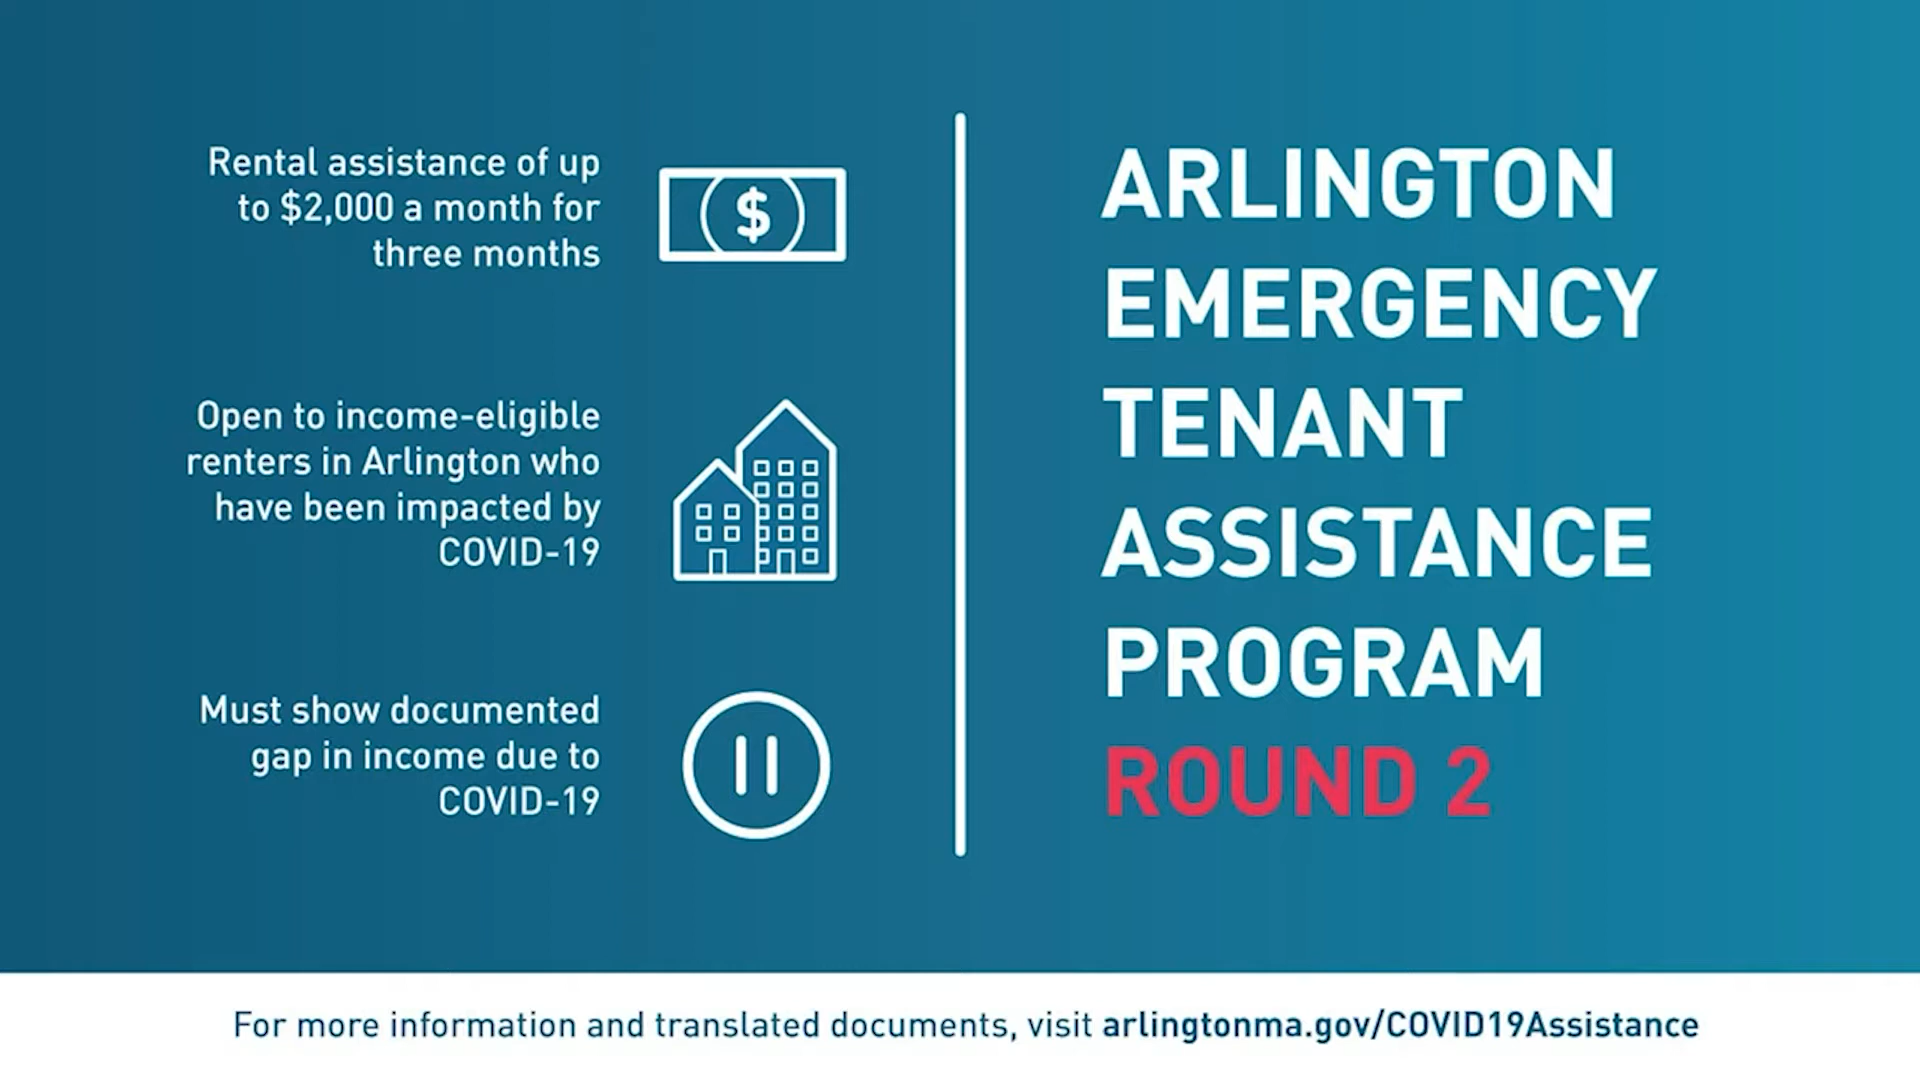 Rental assistance of up
to $2,000 a month for
three months
$
Open to income-eligible
renters in Arlington who
have been impacted by
COVID-19
Must show documented
gap in income due to
COVID-19
ARLINGTON
EMERGENCY
TENANT
ASSISTANCE
PROGRAM
ROUND 2
For more information and translated documents, visit arlingtonma.gov/COVID19Assistance